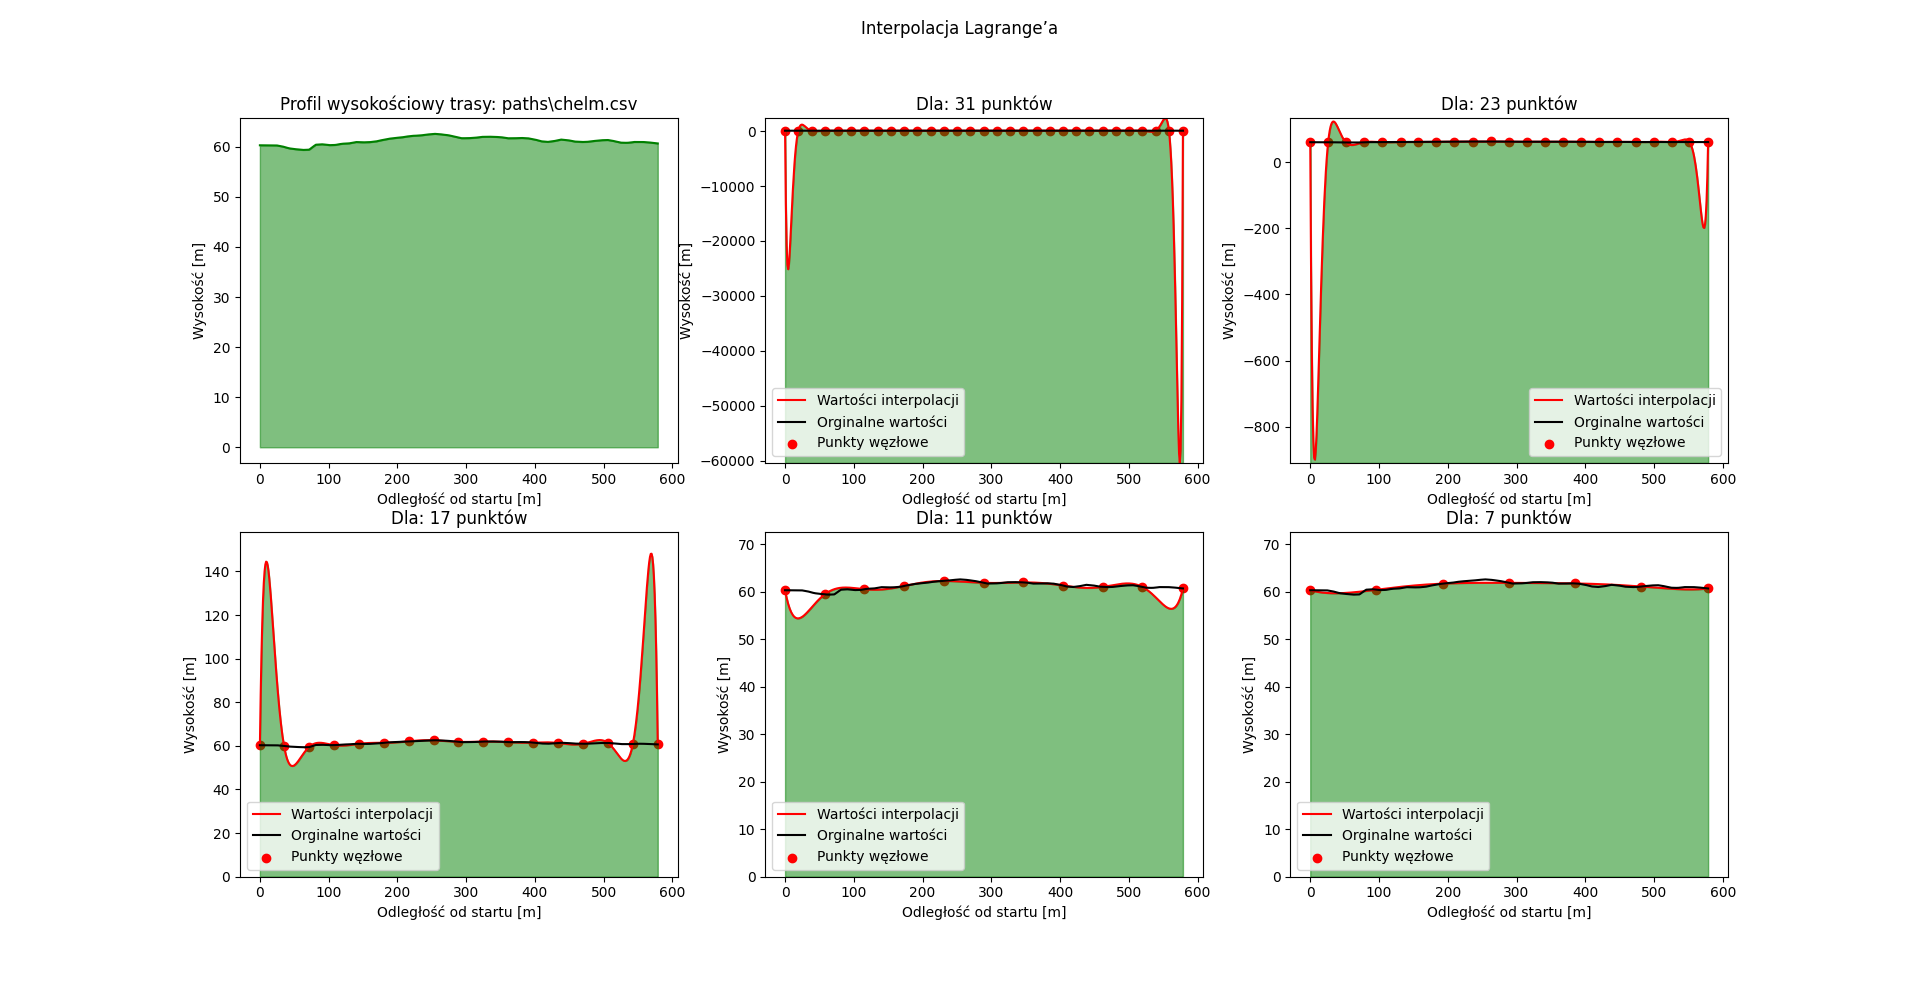 Interpolacja Lagrange’a
Profil wysokościowy trasy: paths\chelm.csv
Wysokość [m]
60
50
40
30
20
10
0
0 100 200 300 400 500 600
Odległość od startu [m]
Dla: 31 punktów
Wysokość [m]
0
−10000
−20000
−30000
−40000
−50000
−60000
Wartości interpolacji
Orginalne wartości
Punkty węzłowe
0 100 200 300 400 500 600
Odległość od startu [m]
Dla: 23 punktów
Wysokość [m]
0
−200
−400
−600
−800
Wartości interpolacji
Orginalne wartości
Punkty węzłowe
0 100 200 300 400 500 600
Odległość od startu [m]
Dla: 17 punktów
Wysokość [m]
140
120
100
80
60
40
20
0
Wartości interpolacji
Orginalne wartości
Punkty węzłowe
0 100 200 300 400 500 600
Odległość od startu [m]
Dla: 11 punktów
Wysokość [m]
70
60
50
40
30
20
10
0
Wartości interpolacji
Orginalne wartości
Punkty węzłowe
0 100 200 300 400 500 600
Odległość od startu [m]
Dla: 7 punktów
Wysokość [m]
70
60
50
40
30
20
10
0
Wartości interpolacji
Orginalne wartości
Punkty węzłowe
0 100 200 300 400 500 600
Odległość od startu [m]